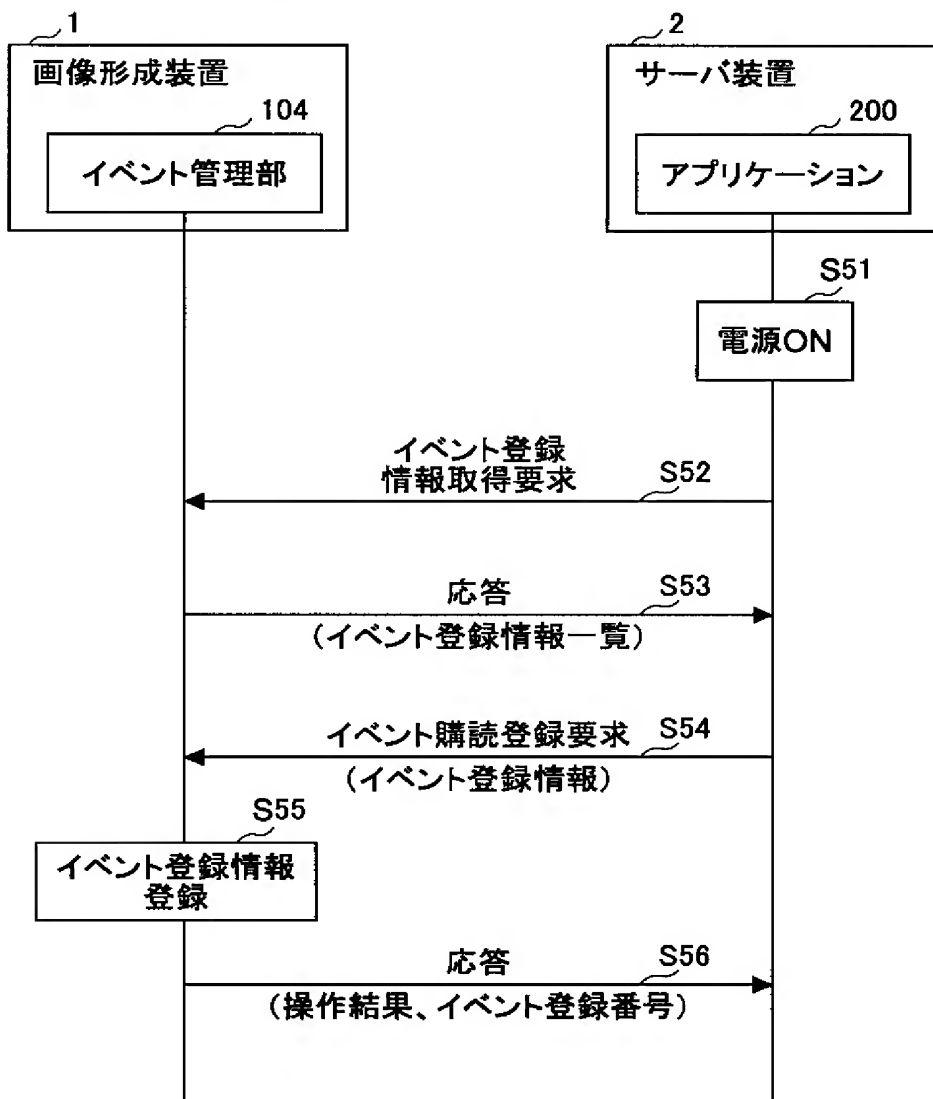 1
画像形成装置
104
イベント管理部
2
サーバ装置
200
アプリケーション
S51
電源ON
イベント登録
情報取得要求
S52
応答
S53
(イベント登録情報一覧)
イベント購読登録要求
S54
(イベント登録情報)
S55
イベント登録情報
登録
応答
S56
(操作結果、イベント登録番号)